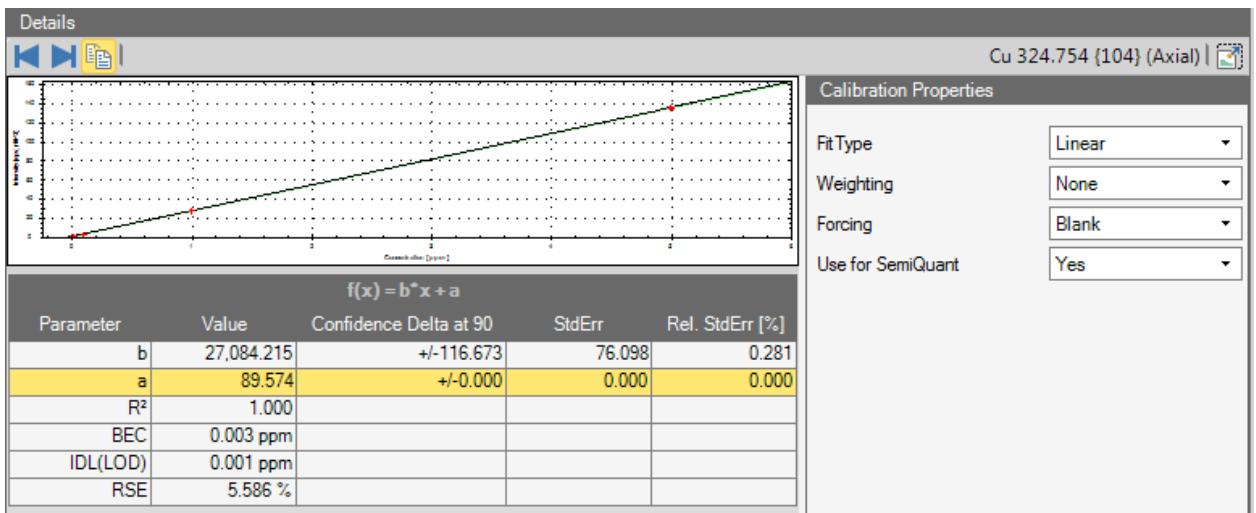 Details
Cu 324.754 {104} (Axial)
Calibration Properties
Fit Type Linear
Weighting None
Forcing Blank
Use for SemiQuant Yes
f(x) = b*x + a
Parameter Value Confidence Delta at 90 StdErr Rel. StdErr [%]
b 27,084.215 +/-116.673 76.098 0.281
a 89.574 +/-0.000 0.000 0.000
R² 1.000
BEC 0.003 ppm
IDL(LOD) 0.001 ppm
RSE 5.586 %